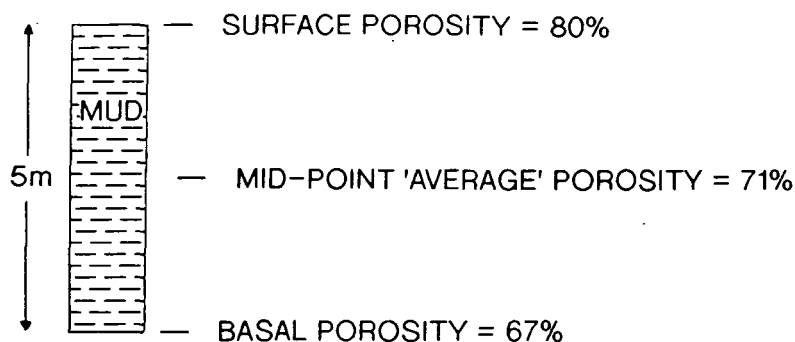 SURFACE POROSITY = 80%
MUD
5m
MID-POINT 'AVERAGE' POROSITY = 71%
BASAL POROSITY = 67%